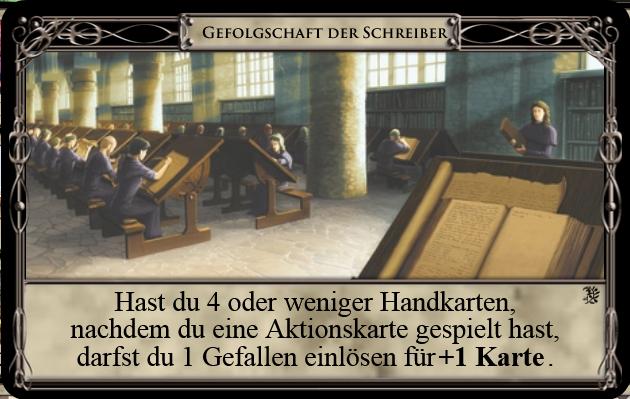 Gefolgschaft der Schreiber
Hast du 4 oder weniger Handkarten,
nachdem du eine Aktionskarte gespielt hast,
darfst du 1 Gefallen einlösen für +1 Karte.